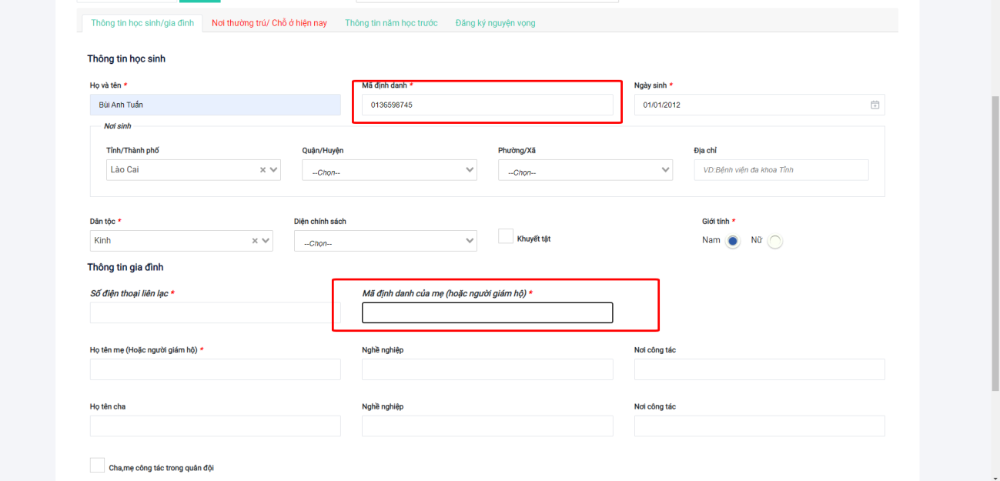 Thông tin học sinh/gia đình Nơi thường trú/ Chỗ ở hiện nay Thông tin năm học trước Đăng ký nguyện vọng
Thông tin học sinh
Họ và tên * Mã định danh * Ngày sinh *
Bùi Anh Tuấn 0136598745 01/01/2012
Nơi sinh
Tỉnh/Thành phố Quận/Huyện Phường/Xã Địa chỉ
Lào Cai --Chọn-- --Chọn-- VD:Bệnh viện đa khoa Tỉnh
Dân tộc * Diện chính sách Giới tính *
Kinh --Chọn-- Khuyết tật Nam Nữ
Thông tin gia đình
Số điện thoại liên lạc * Mã định danh của mẹ (hoặc người giám hộ) *
Họ tên mẹ (Hoặc người giám hộ) * Nghề nghiệp Nơi công tác
Họ tên cha Nghề nghiệp Nơi công tác
Cha,mẹ công tác trong quân đội